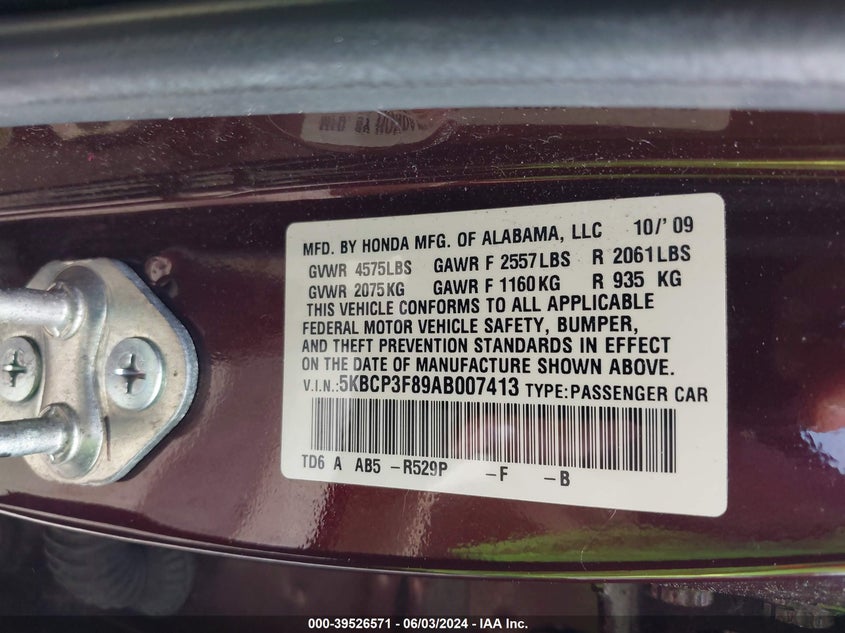 MFD. BY HONDA MFG. OF ALABAMA, LLC 10/' 09
GVWR 4575LBS GAWR F 2557LBS R 2061LBS
GVWR 2075KG GAWR F 1160KG R 935 KG
THIS VEHICLE CONFORMS TO ALL APPLICABLE
FEDERAL MOTOR VEHICLE SAFETY, BUMPER,
AND THEFT PREVENTION STANDARDS IN EFFECT
ON THE DATE OF MANUFACTURE SHOWN ABOVE.
V.I.N.:5KBCP3F89AB007413 TYPE:PASSENGER CAR
TD6 A AB5 -R529P -F -B
000-39526571 - 06/03/2024 - IAA Inc.